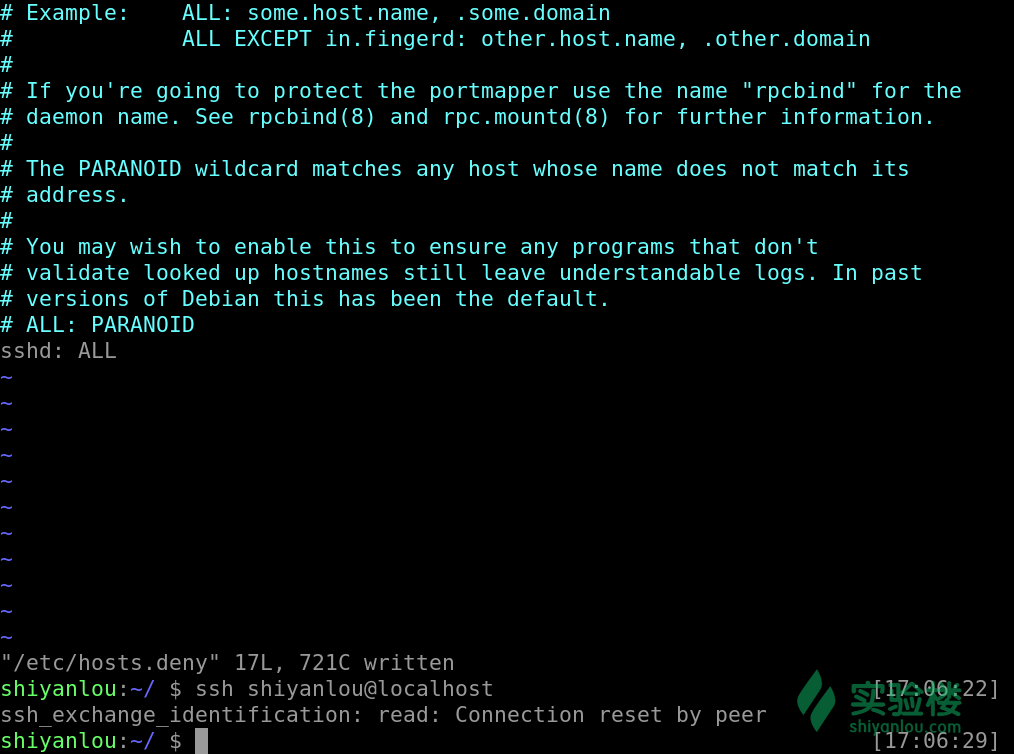 # Example:    ALL: some.host.name, .some.domain
#             ALL EXCEPT in.fingerd: other.host.name, .other.domain
#
# If you're going to protect the portmapper use the name "rpcbind" for the
# daemon name. See rpcbind(8) and rpc.mountd(8) for further information.
#
# The PARANOID wildcard matches any host whose name does not match its
# address.
#
# You may wish to enable this to ensure any programs that don't
# validate looked up hostnames still leave understandable logs. In past
# versions of Debian this has been the default.
# ALL: PARANOID
sshd: ALL
~
~
~
~
~
~
~
~
~
~
~
"/etc/hosts.deny" 17L, 721C written
shiyanlou:~/ $ ssh shiyanlou@localhost [17:06:22]
ssh_exchange_identification: read: Connection reset by peer
shiyanlou:~/ $ [17:06:29]
实验楼
shiyanlou.com